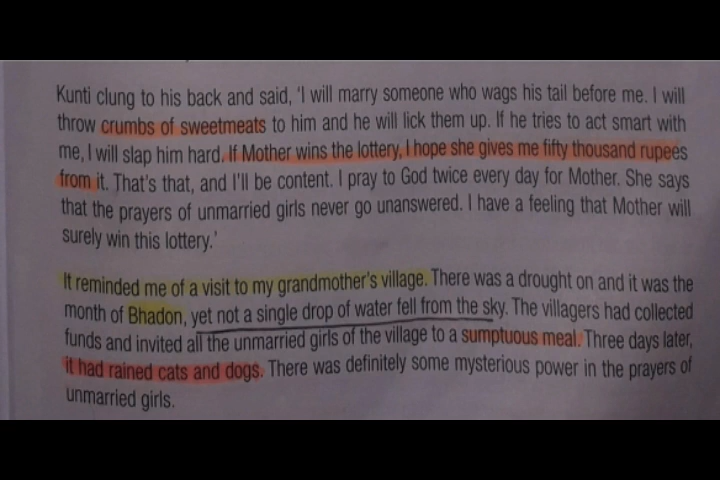 Kunti clung to his back and said, 'I will marry someone who wags his tail before me. I will
throw crumbs of sweetmeats to him and he will lick them up. If he tries to act smart with
me, I will slap him hard. If Mother wins the lottery, I hope she gives me fifty thousand rupees
from it. That's that, and I'll be content. I pray to God twice every day for Mother. She says
that the prayers of unmarried girls never go unanswered. I have a feeling that Mother will
surely win this lottery.'
It reminded me of a visit to my grandmother's village. There was a drought on and it was the
month of Bhadon, yet not a single drop of water fell from the sky. The villagers had collected
funds and invited all the unmarried girls of the village to a sumptuous meal. Three days later,
it had rained cats and dogs. There was definitely some mysterious power in the prayers of
unmarried girls.